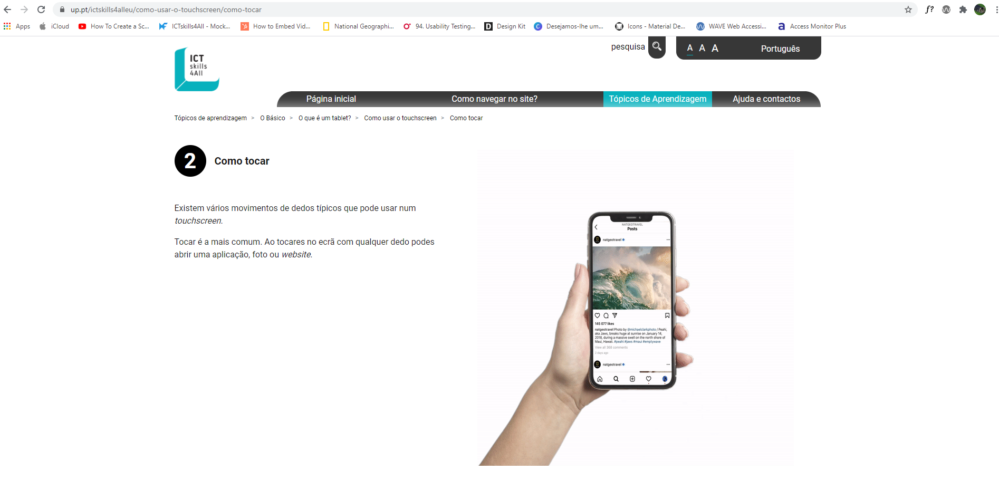 up.pt/ictskills4alleu/como-usar-o-touchscreen/como-tocar
f?
Apps iCloud How To Create a Sc... ICTskills4All - Mock... How to Embed Vid... National Geographi... 94. Usability Testing... Design Kit Desejamos-lhe um... Icons - Material De... WAVE Web Accessi... Access Monitor Plus
pesquisa A A A Português
ICT
skills
4All
Página inicial Como navegar no site? Tópicos de Aprendizagem Ajuda e contactos
Tópicos de aprendizagem > O Básico > O que é um tablet? > Como usar o touchscreen > Como tocar
2 Como tocar
Existem vários movimentos de dedos típicos que pode usar num
touchscreen.
Tocar é a mais comum. Ao tocares no ecrã com qualquer dedo podes
abrir uma aplicação, foto ou website.
NATGEOTRAVEL
Posts
natgeotravel
145 077 likes
natgeotravel Photo by @michaelclarkphoto / Peahi,
aka Jaws, breaks huge at sunrise on January 14,
2018, during a massive swell on the north shore of
Maui, Hawaii. #peahi #jaws #maui #emptywave
View all 368 comments
2 days ago
natgeotravel